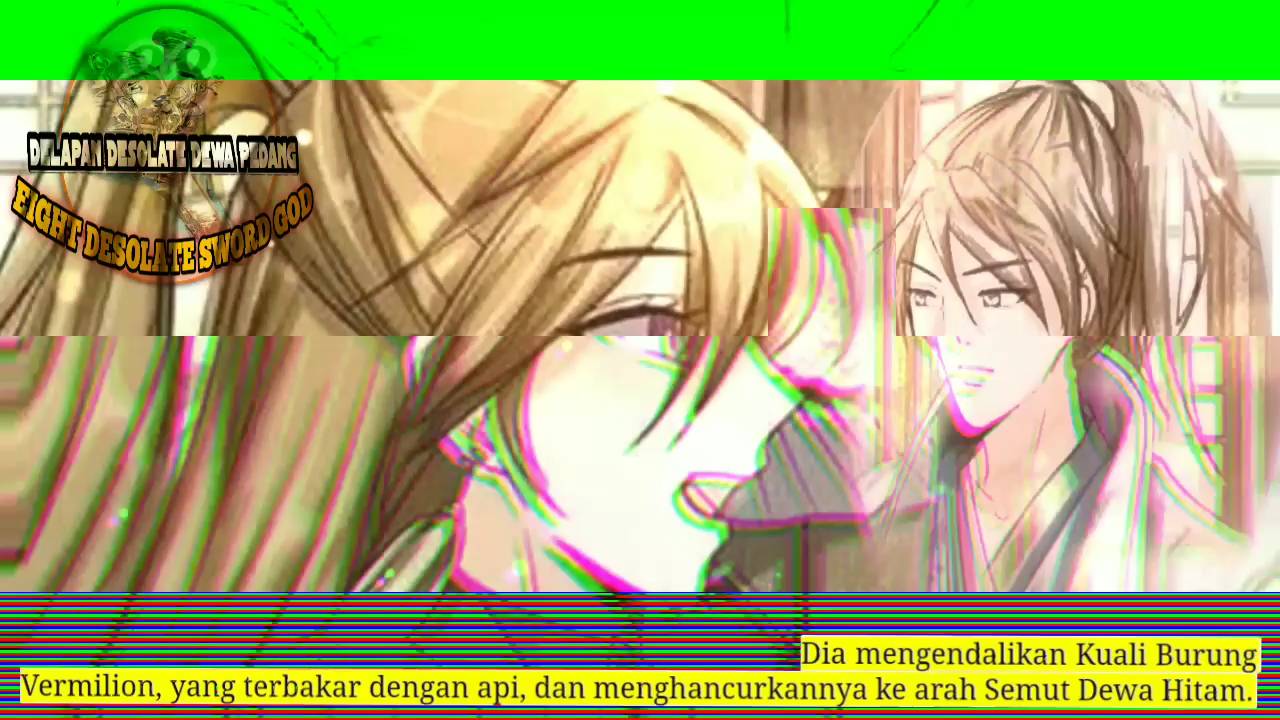 DELAPAN DESOLATE DEWA PEDANG
FIGHT DESOLATE SWORD GOD
Dia mengendalikan Kuali Burung
Vermilion, yang terbakar dengan api, dan menghancurkannya ke arah Semut Dewa Hitam.